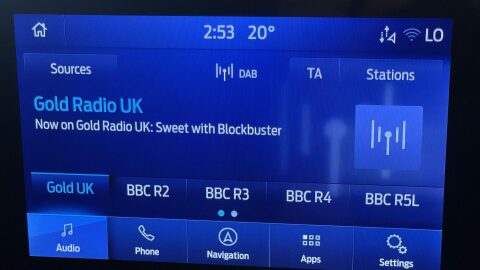 2:53 20° LO
Sources DAB TA Stations
Gold Radio UK
Now on Gold Radio UK: Sweet with Blockbuster
Gold UK BBC R2 BBC R3 BBC R4 BBC R5L
Audio Phone Navigation Apps Settings